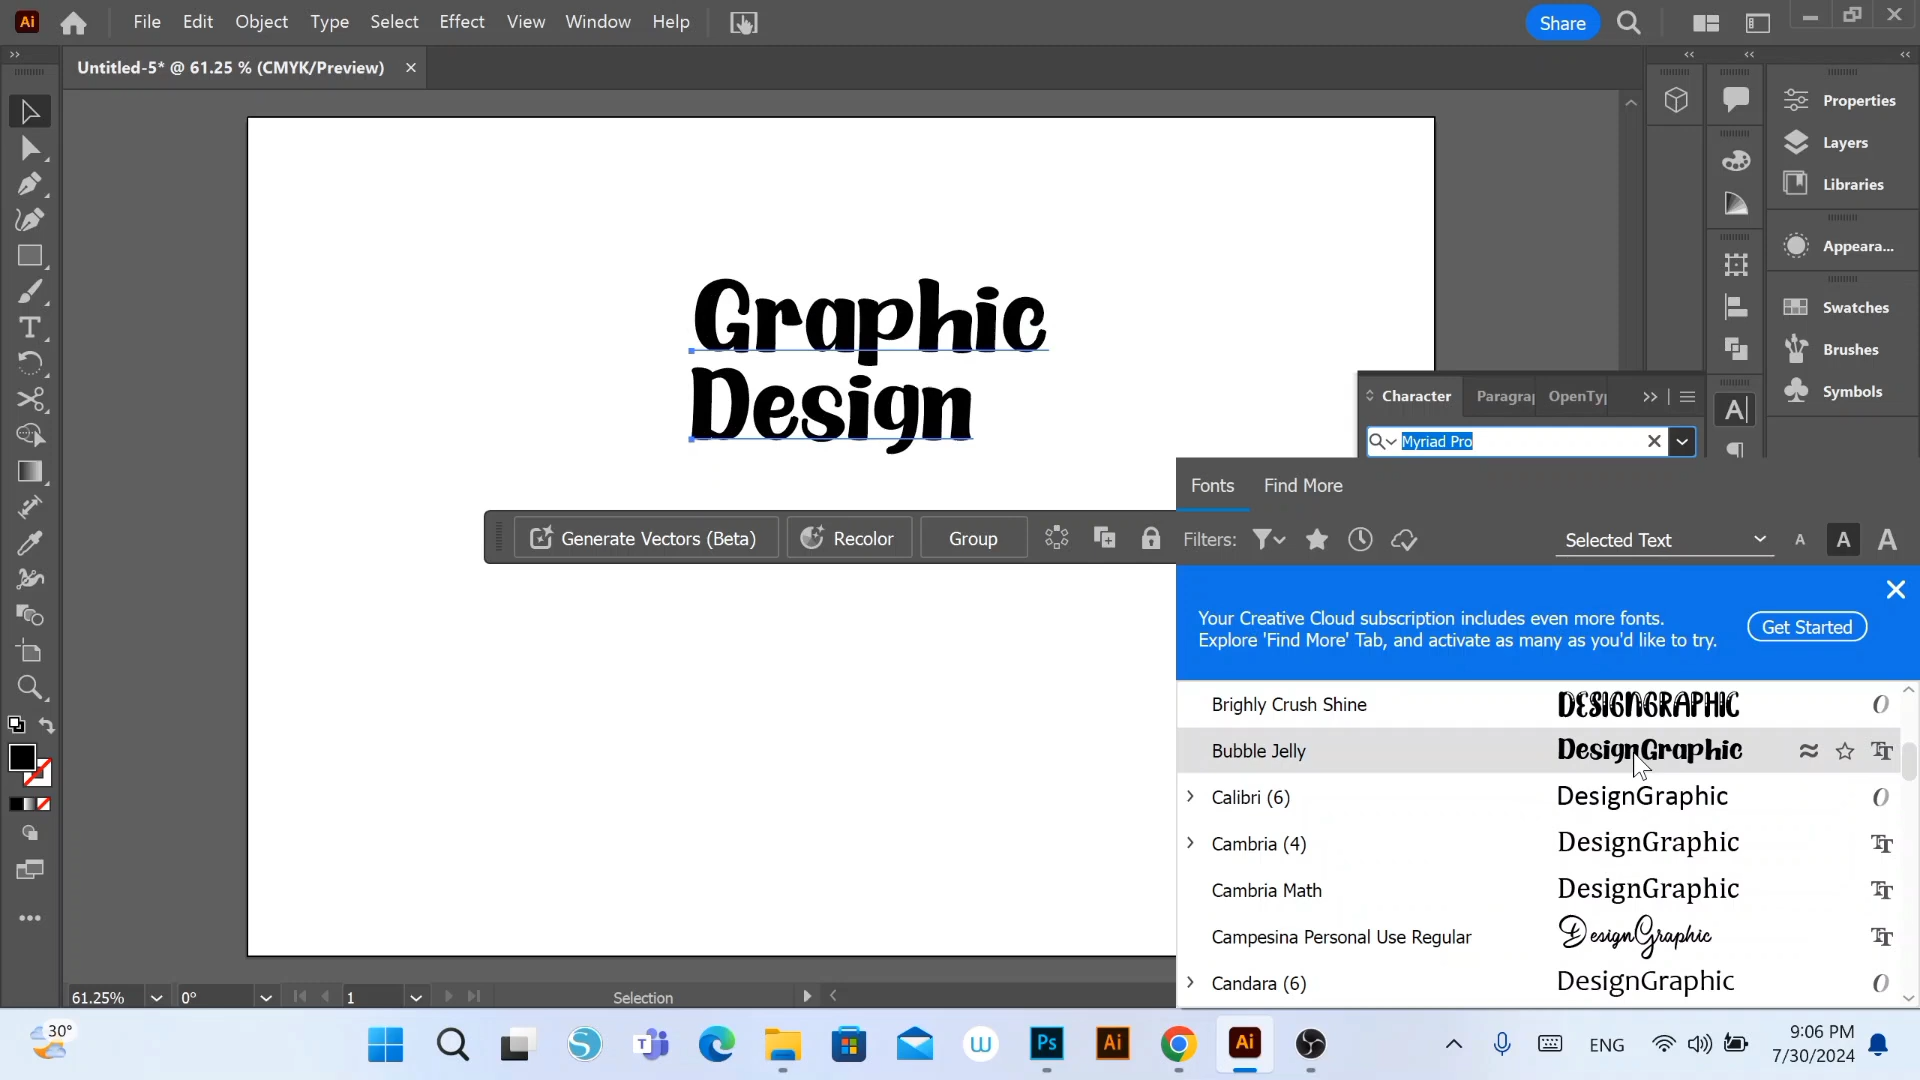 Ai File Edit Object Type Select Effect View Window Help Share
Untitled-5* @ 61.25 % (CMYK/Preview)
Properties
Layers
Libraries
Appeara...
Swatches
Brushes
Symbols
Graphic
Design
Character Paragra OpenTyp
Myriad Pro
Fonts Find More
Generate Vectors (Beta) Recolor Group Filters: Selected Text A A A
Your Creative Cloud subscription includes even more fonts.
Explore 'Find More' Tab, and activate as many as you'd like to try.
Get Started
Brighly Crush Shine DESIGNGRAPHIC
Bubble Jelly DesignGraphic
Calibri (6) DesignGraphic
Cambria (4) DesignGraphic
Cambria Math DesignGraphic
Campesina Personal Use Regular DesignGraphic
Candara (6) DesignGraphic
61.25% 0° 1 Selection
30° Ps Ai Ai ENG 9:06 PM
7/30/2024